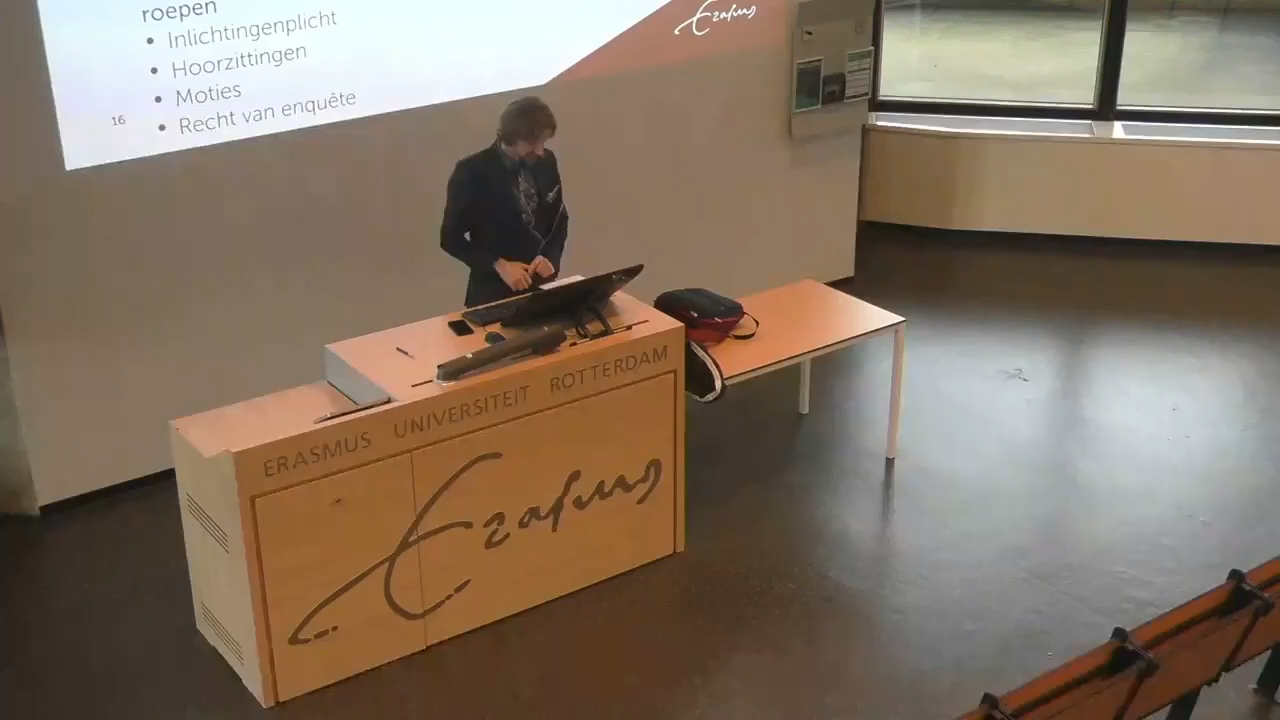 roepen
• Inlichtingenplicht
• Hoorzittingen
• Moties
• Recht van enquête
16
Erasmus
ERASMUS UNIVERSITEIT ROTTERDAM
Erasmus